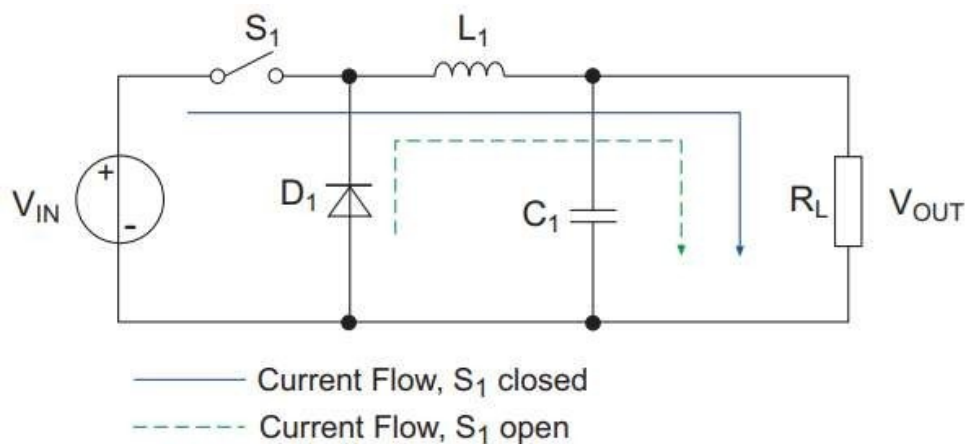 S1
L1
+
-
VIN
D1
C1
RL
VOUT
Current Flow, S1 closed
Current Flow, S1 open